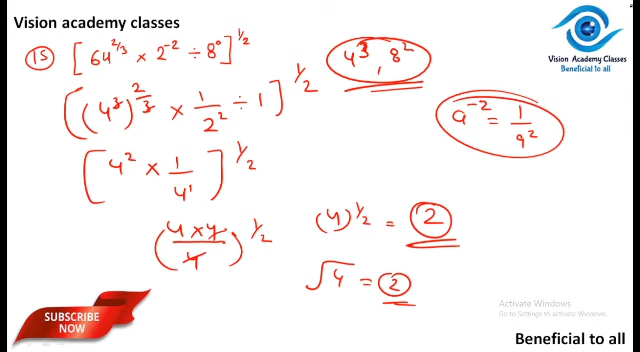 Vision academy classes
15 [64^{2/3} × 2^{-2} ÷ 8°]^{1/2}
4^3, 8^2
((4^3)^{2/3} × 1/2^2 ÷ 1)^{1/2}
a^{-2} = 1/a^2
[4^2 × 1/4^1]^{1/2}
(4 × 4/4)^{1/2}
(4)^{1/2} = 2
√4 = 2
SUBSCRIBE
NOW
Vision Academy Classes
Beneficial to all
Activate Windows
Go to Settings to activate Windows.
Beneficial to all